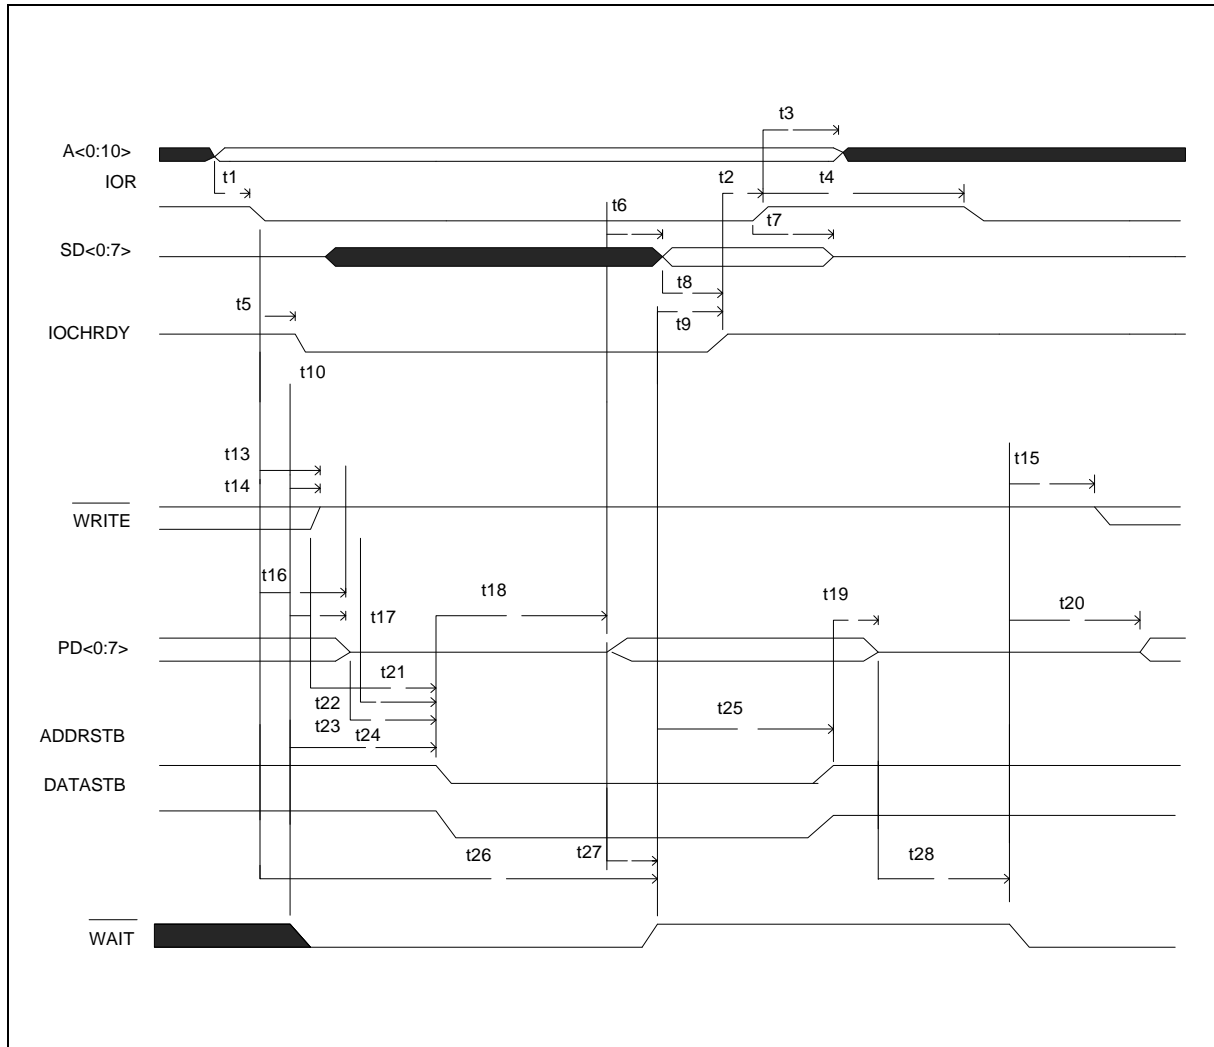 t3
A<0:10>
t1
t2
t4
IOR
t6
t7
SD<0:7>
t8
t5
t9
IOCHRDY
t10
t13
t15
t14
WRITE
t16
t18
t19
t20
t17
PD<0:7>
t21
t22
t23
t25
t24
ADDRSTB
DATASTB
t26
t27
t28
WAIT